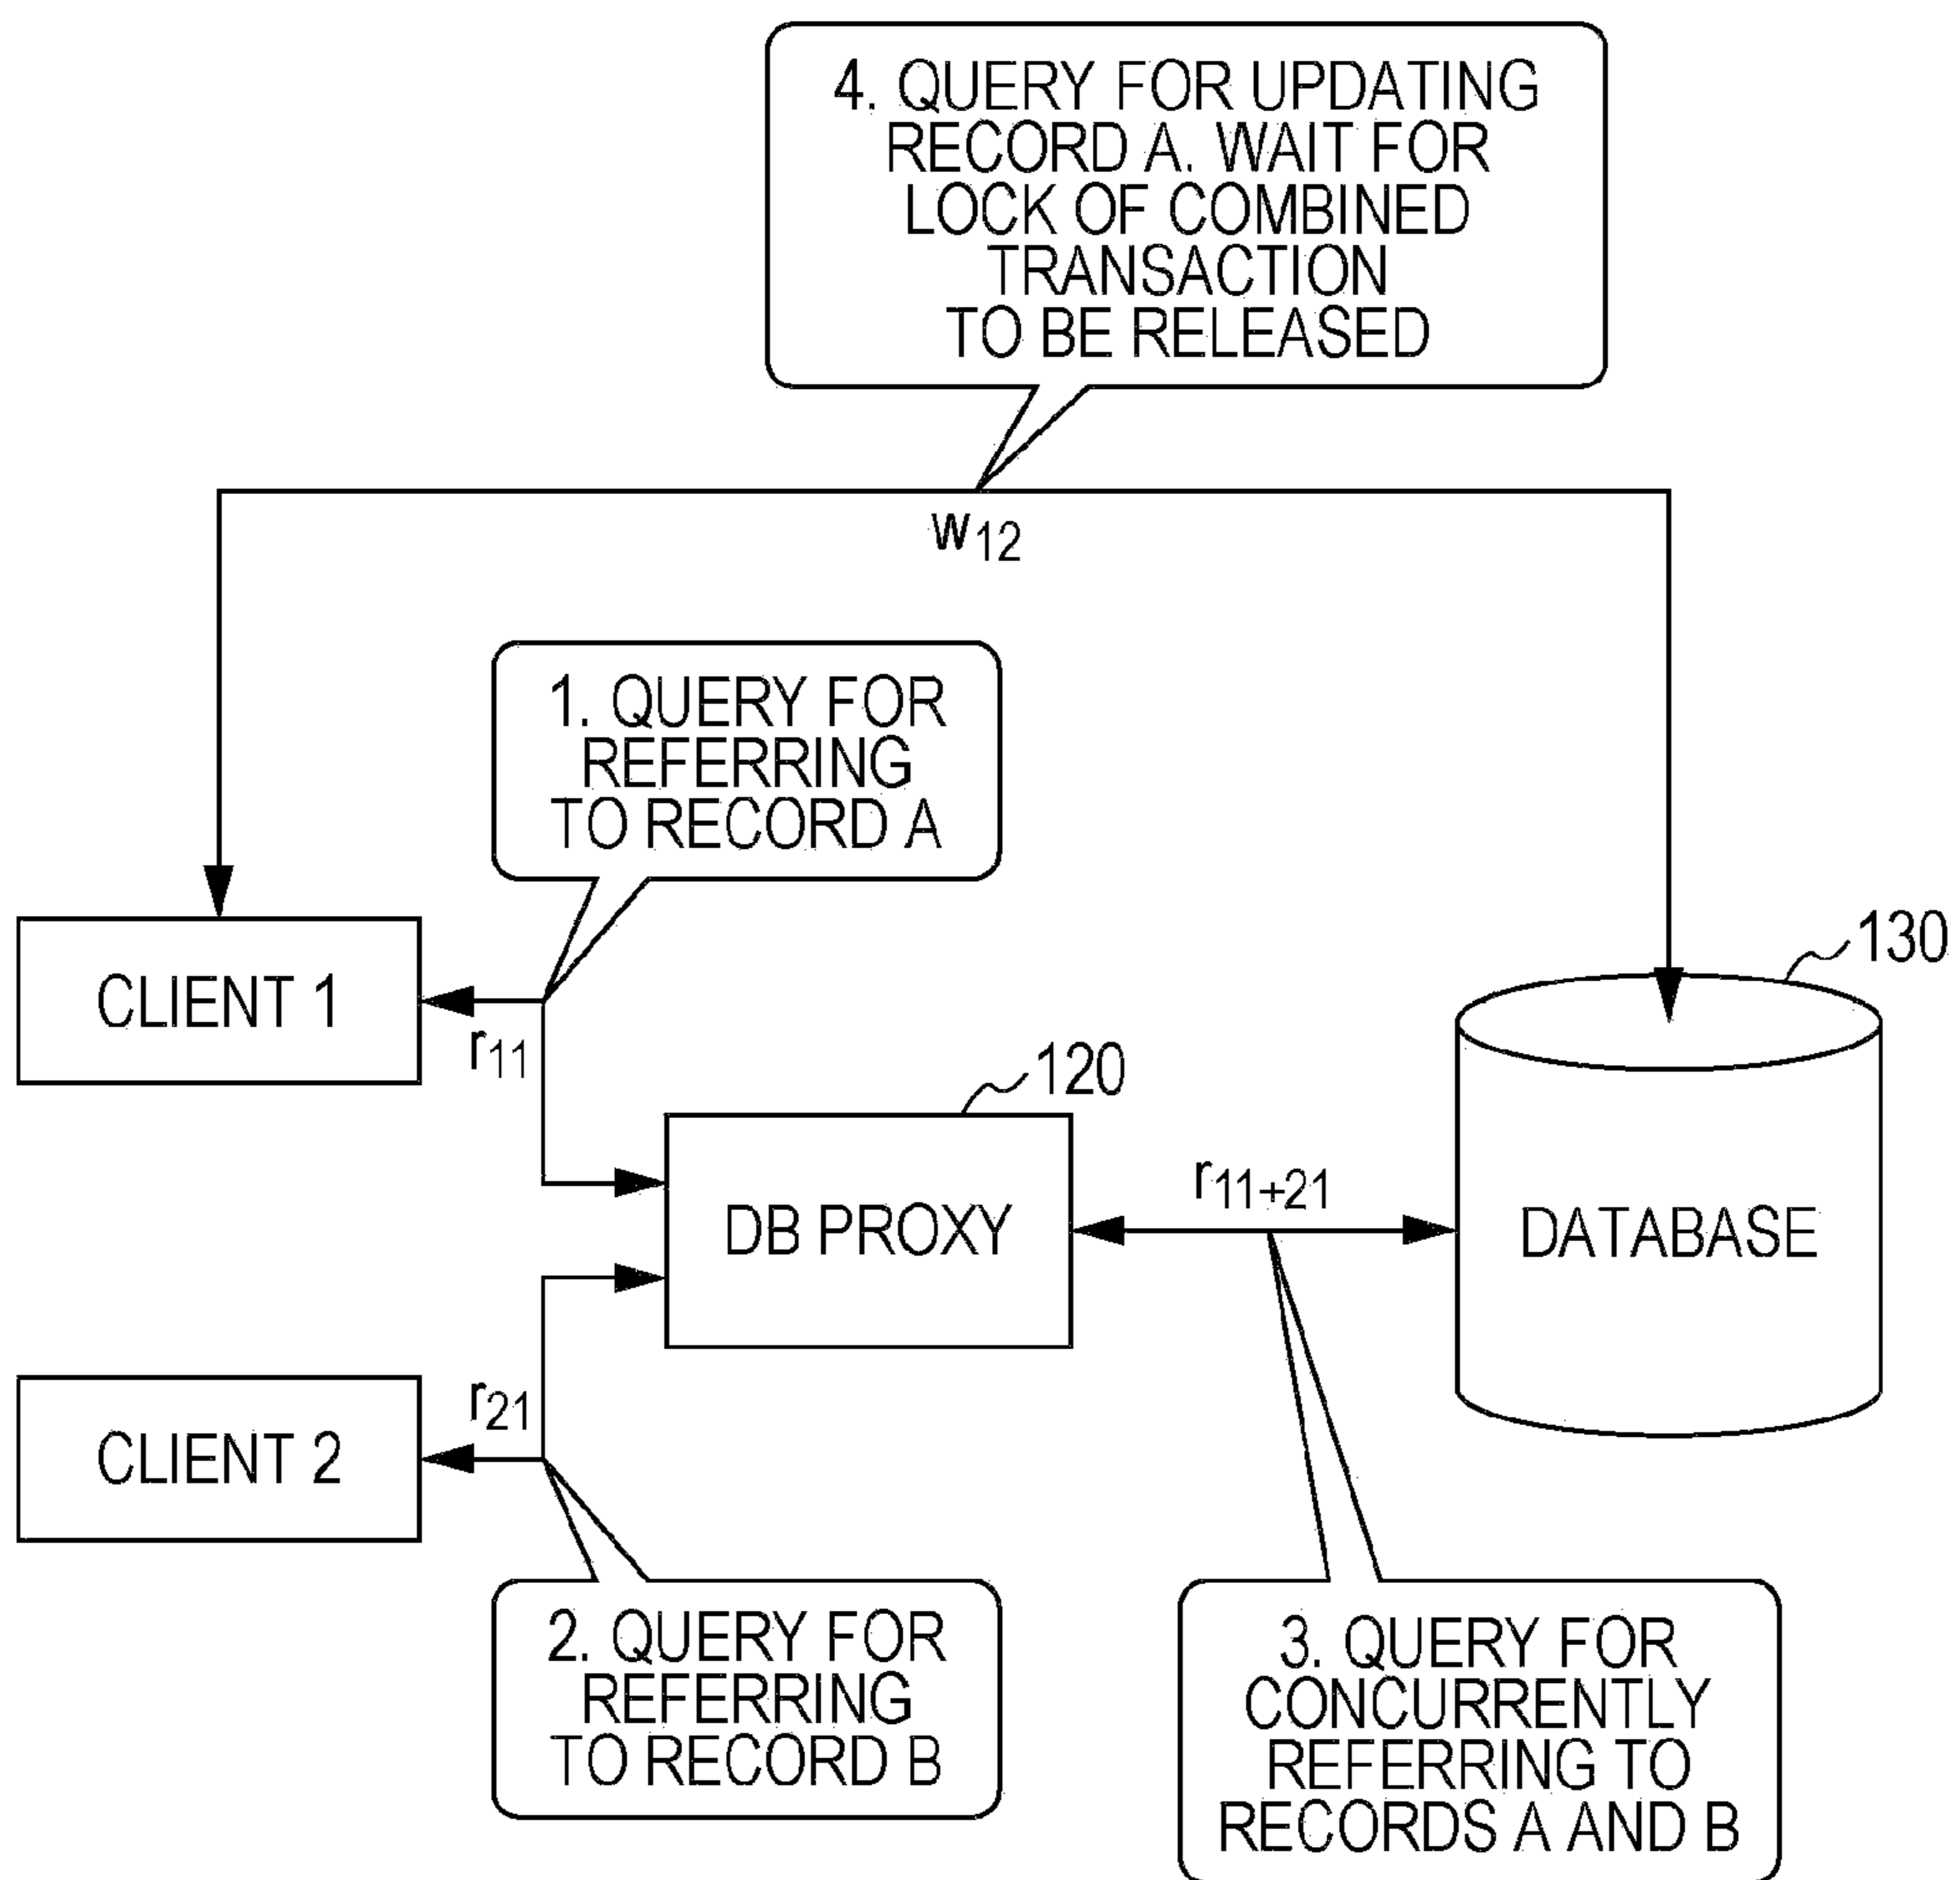 4. QUERY FOR UPDATING
RECORD A. WAIT FOR
LOCK OF COMBINED
TRANSACTION
TO BE RELEASED
w12
1. QUERY FOR
REFERRING
TO RECORD A
130
CLIENT 1
r11
120
r11+21
DB PROXY
DATABASE
r21
CLIENT 2
2. QUERY FOR
REFERRING
TO RECORD B
3. QUERY FOR
CONCURRENTLY
REFERRING TO
RECORDS A AND B